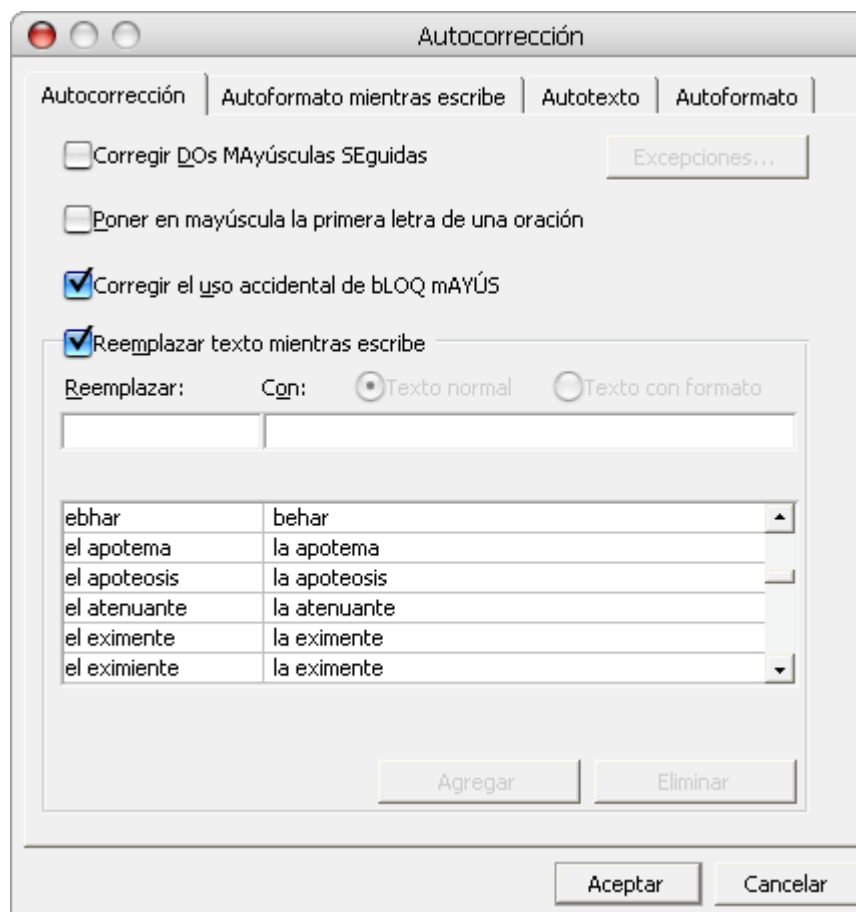 Autocorrección
Autocorrección Autoformato mientras escribe Autotexto Autoformato
Corregir DOs MAyúsculas SEguidas Excepciones...
Poner en mayúscula la primera letra de una oración
Corregir el uso accidental de bLOQ mAYÚS
Reemplazar texto mientras escribe
Reemplazar: Con: Texto normal Texto con formato
ebhar behar
el apotema la apotema
el apoteosis la apoteosis
el atenuante la atenuante
el eximente la eximente
el eximiente la eximente
Agregar Eliminar
Aceptar Cancelar